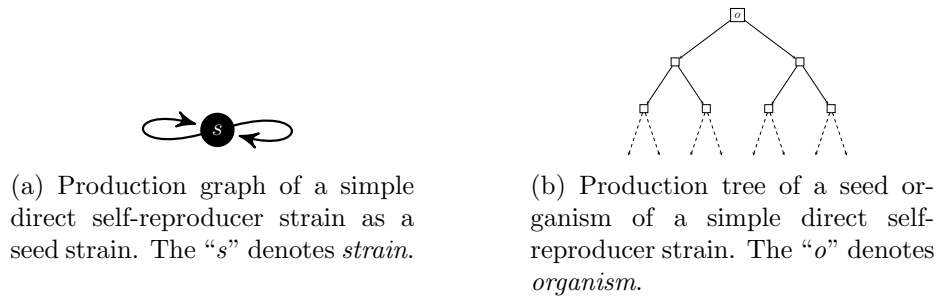 o
s
(a) Production graph of a simple
direct self-reproducer strain as a
seed strain. The “s” denotes strain.
(b) Production tree of a seed or-
ganism of a simple direct self-
reproducer strain. The “o” denotes
organism.